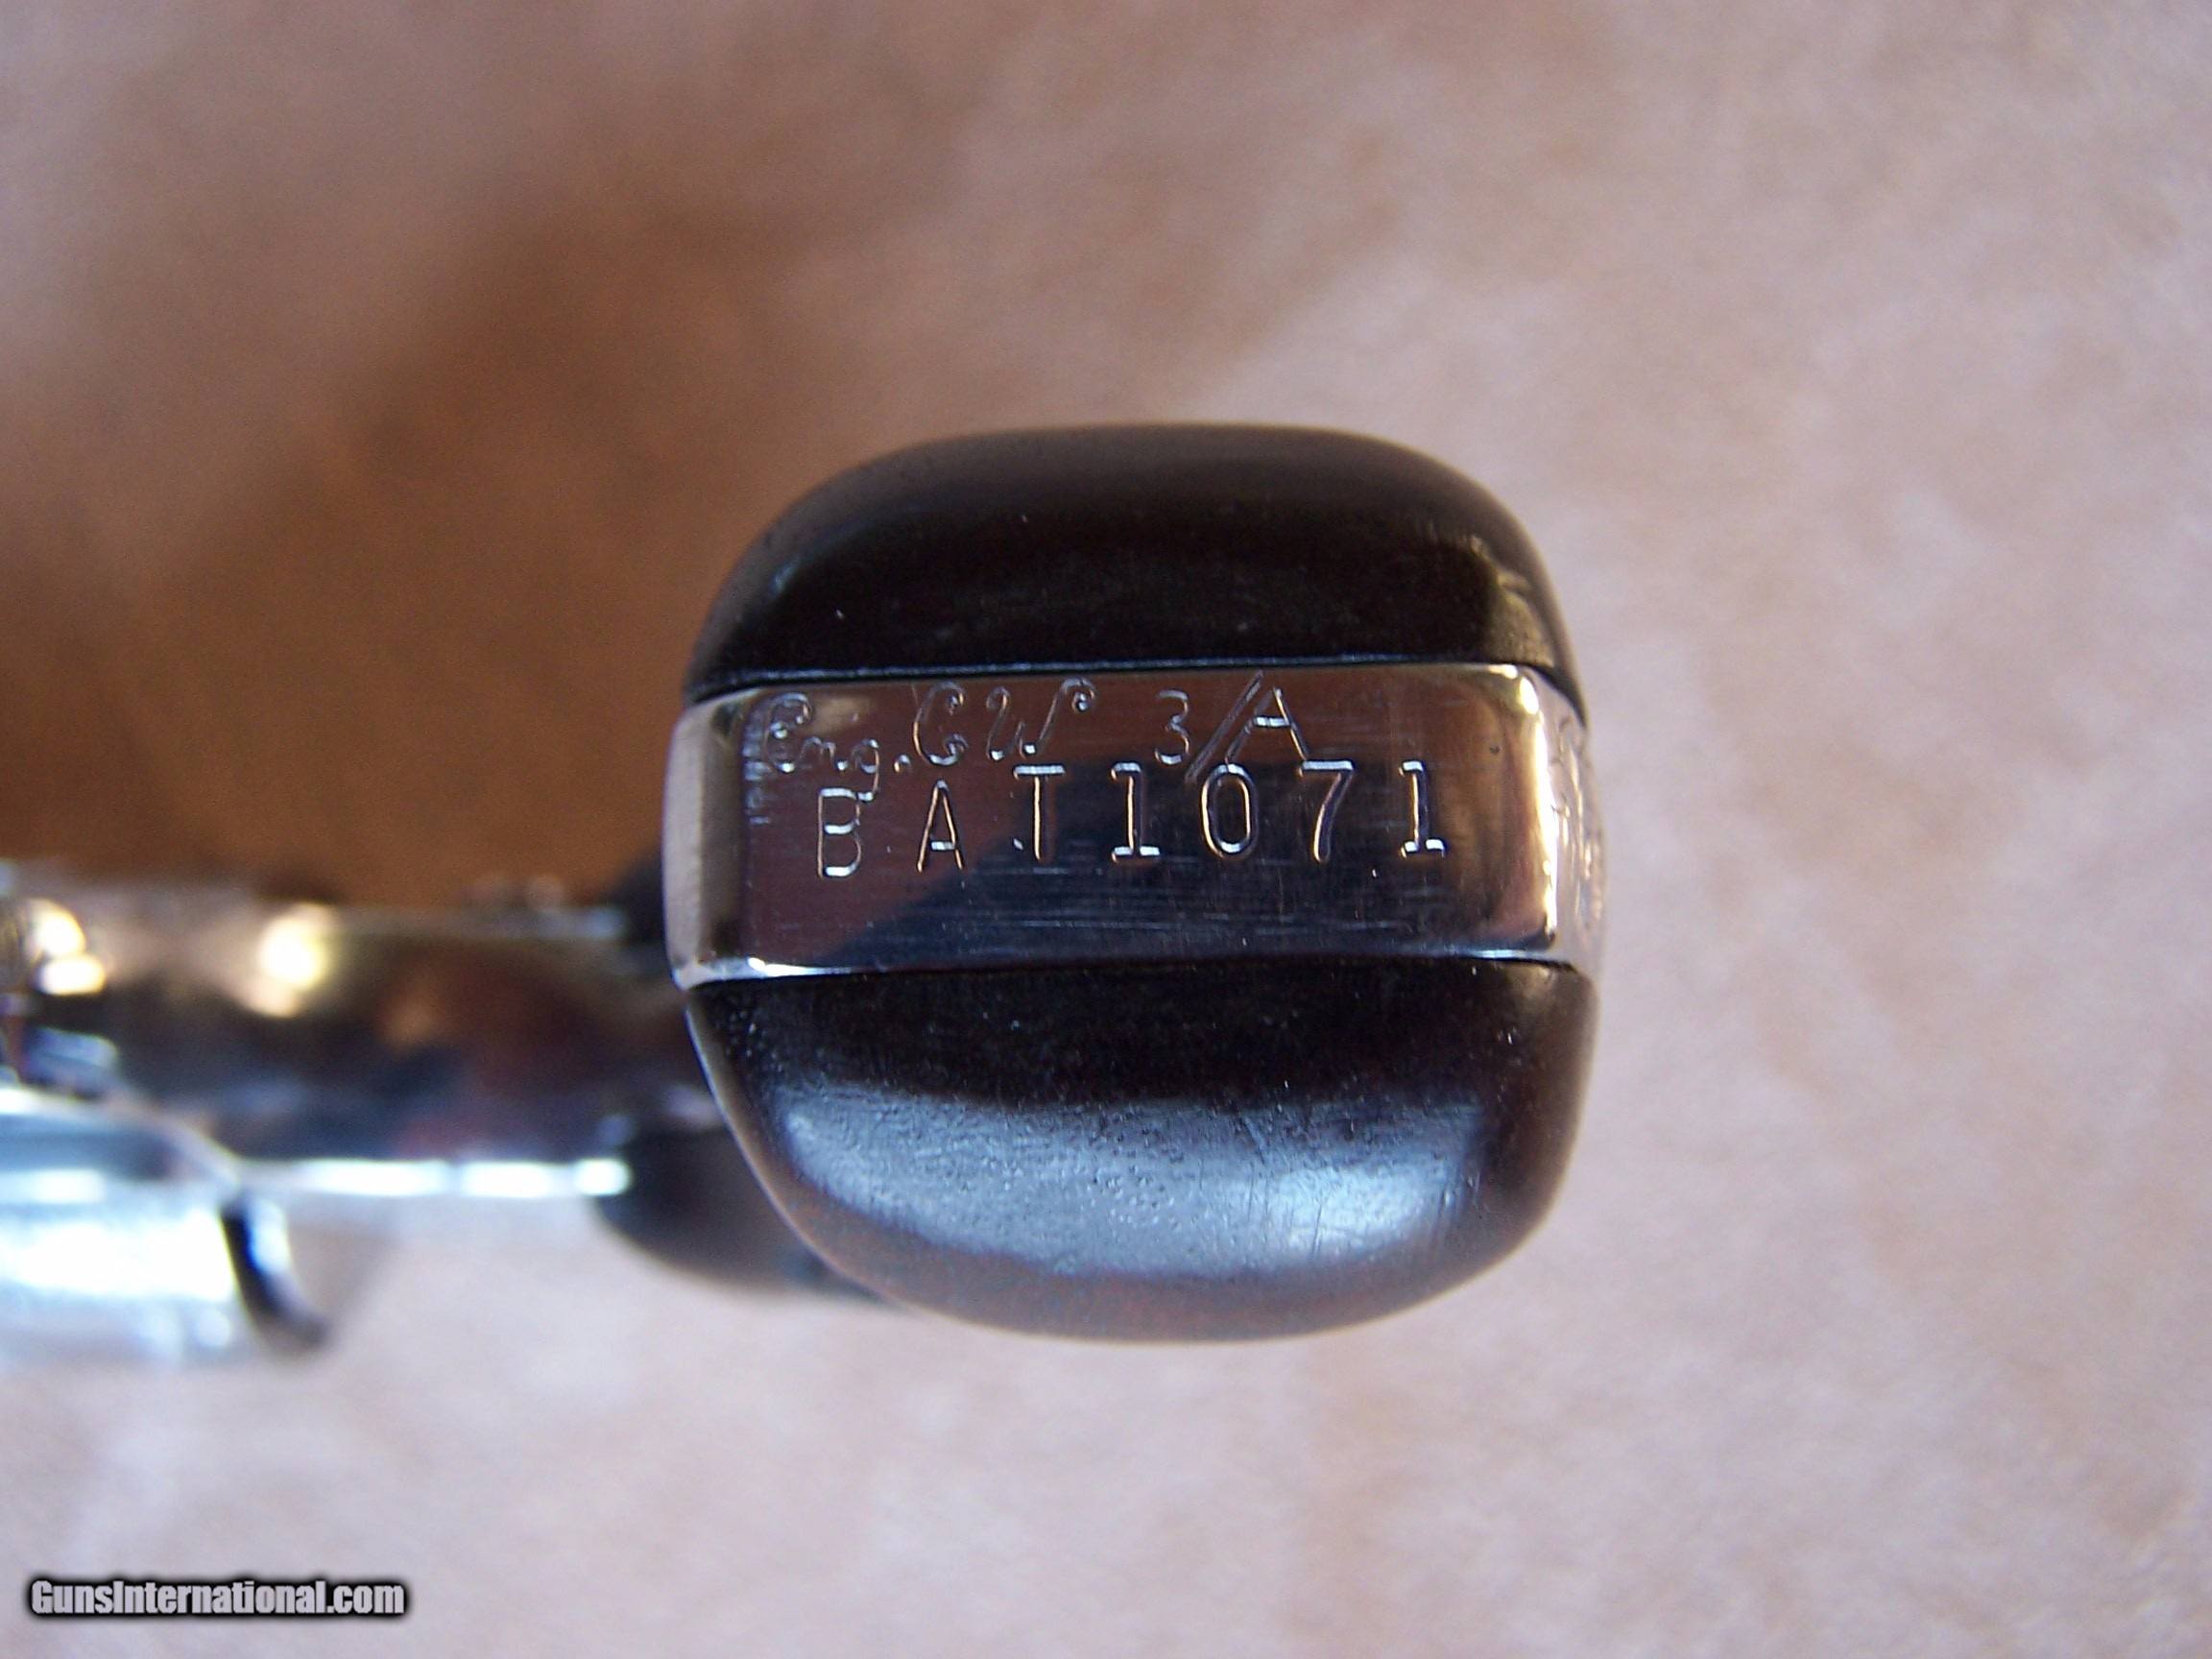 Eng. CW 3/A
BAT1071
GunsInternational.com